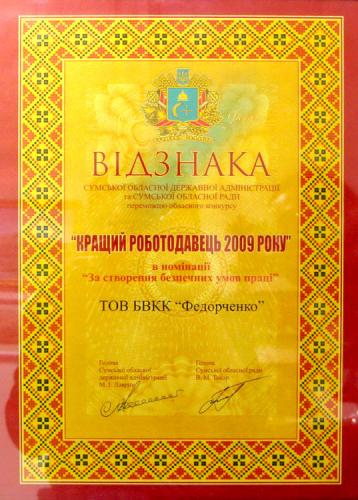 ВІДЗНАКА
СУМСЬКОЇ ОБЛАСНОЇ ДЕРЖАВНОЇ АДМІНІСТРАЦІЇ
та СУМСЬКОЇ ОБЛАСНОЇ РАДИ
переможцю обласного конкурсу
"КРАЩИЙ РОБОТОДАВЕЦЬ 2009 РОКУ"
в номінації
"За створення безпечних умов праці"
ТОВ БВКК "Федорченко"
Голова
Сумської обласної
державної адміністрації
Голова
Сумської обласної ради